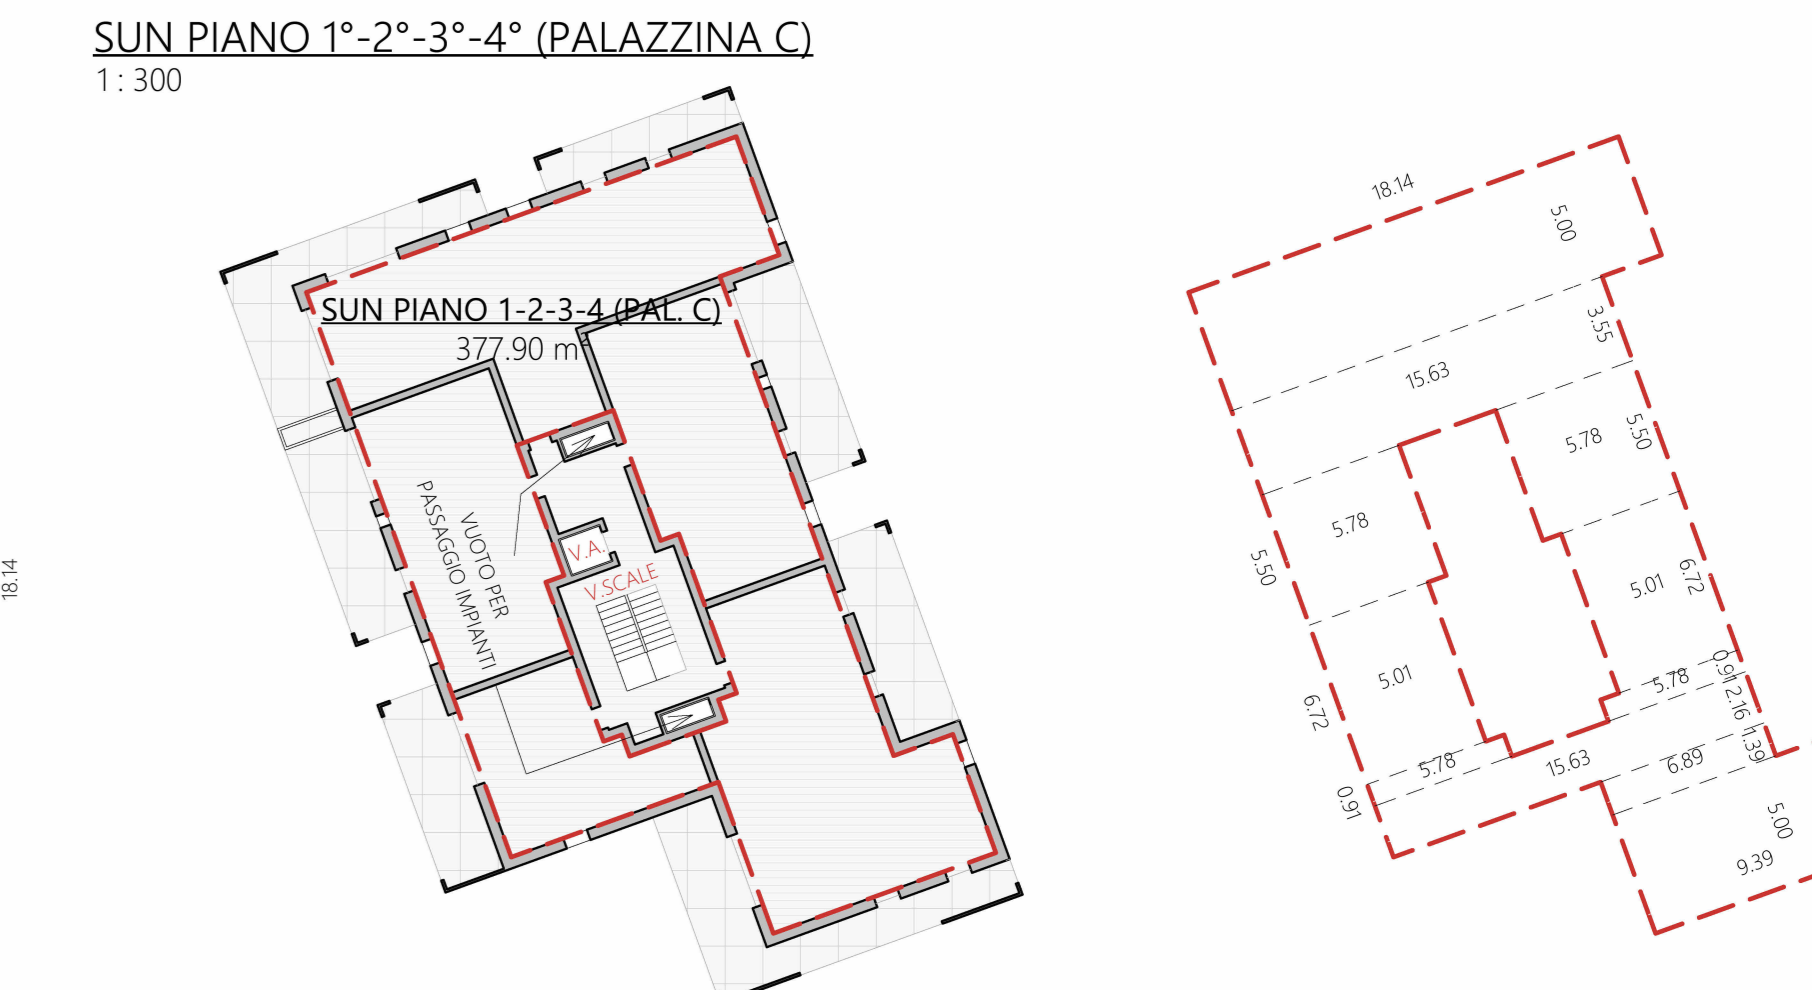 SUN PIANO 1°-2°-3°-4° (PALAZZINA C)
1 : 300
SUN PIANO 1-2-3-4 (PAL. C)
377.90 m²
VUOTO PER
PASSAGGIO IMPIANTI
V.A.
V.SCALE
18.14
18.14
5.00
3.55
15.63
5.78
5.50
5.78
5.50
5.01
6.72
5.01
6.72
5.78
0.91
2.16
1.39
5.78
15.63
6.89
0.91
5.00
9.39